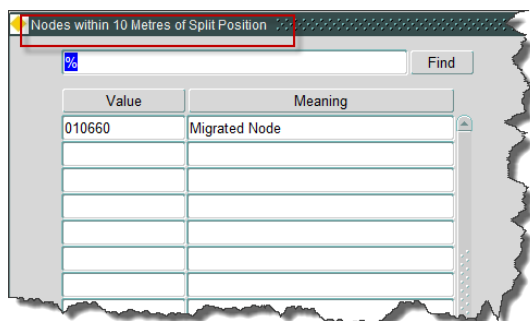 Nodes within 10 Metres of Split Position
%
Find
Value Meaning
010660 Migrated Node